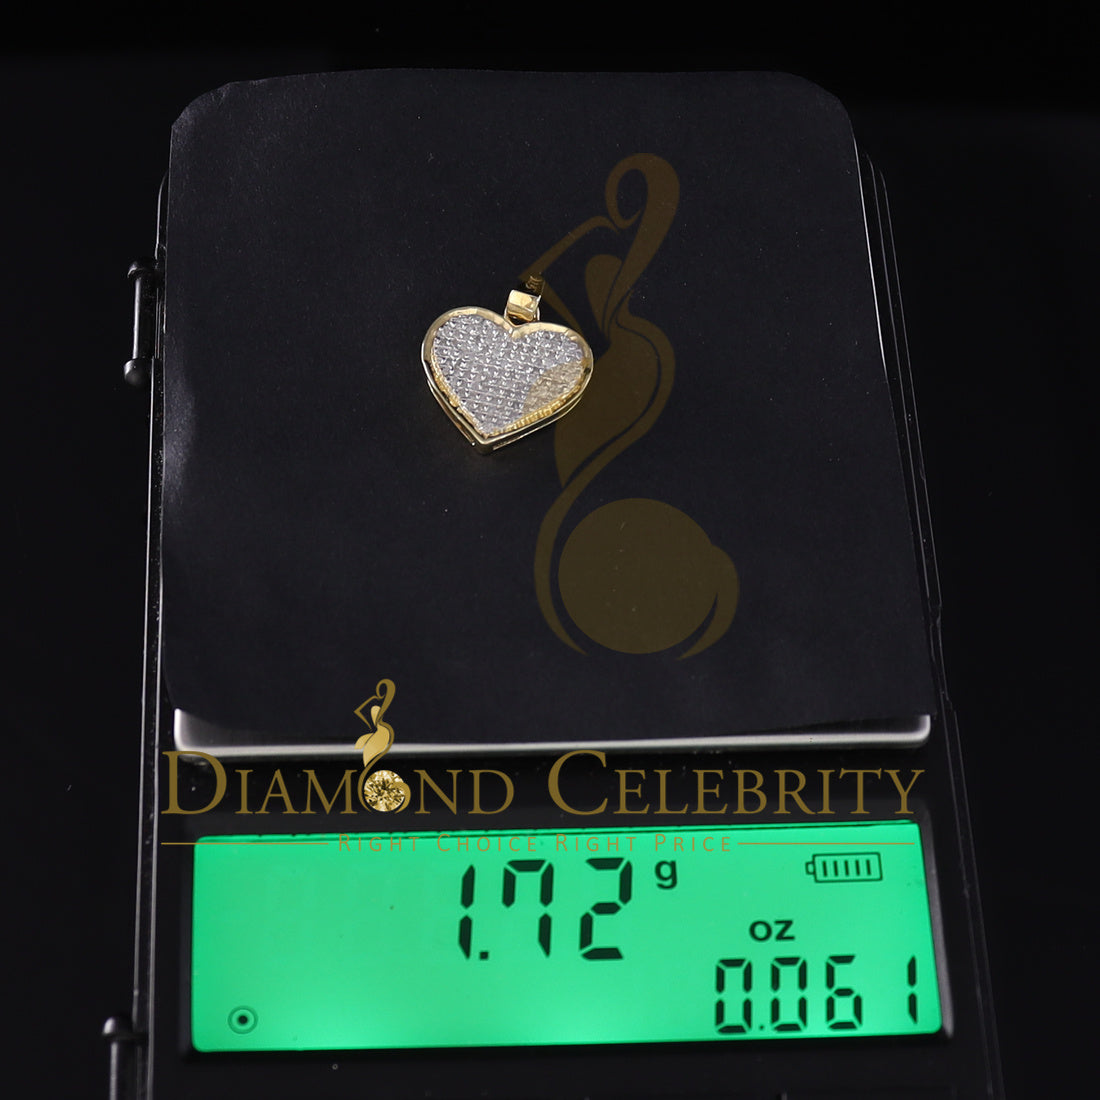 DIAMOND CELEBRITY
RIGHT CHOICE RIGHT PRICE
1.72 g
oz
0.061